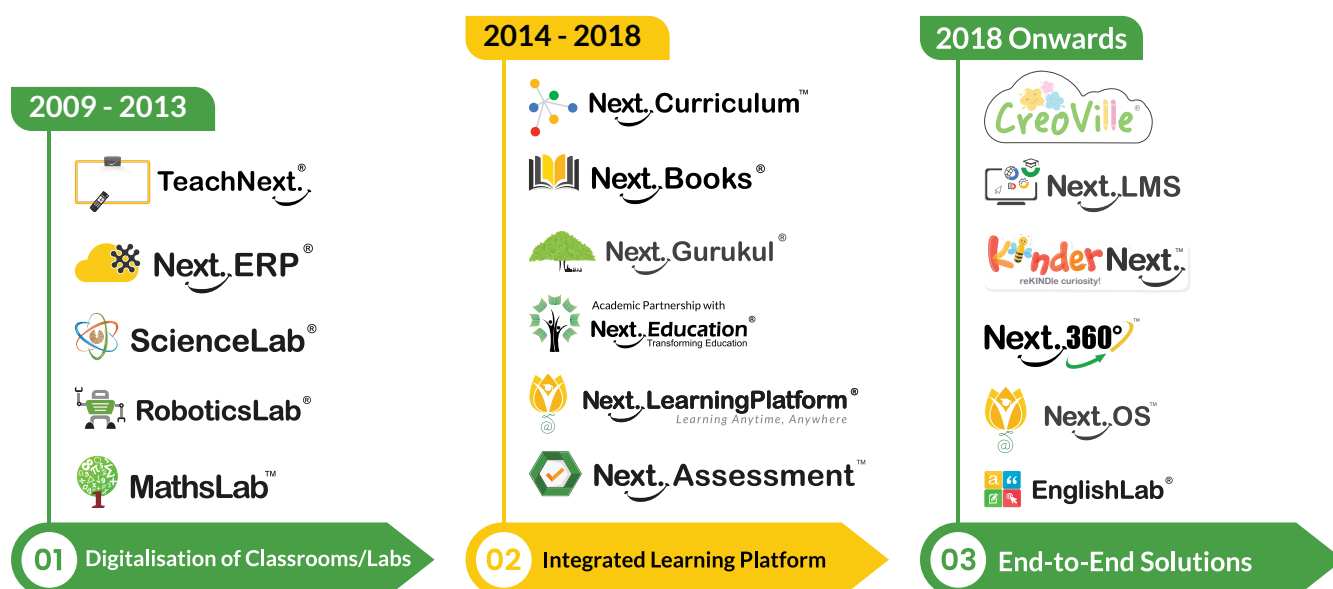 2009 - 2013
TeachNext.®
Next.ERP®
ScienceLab®
RoboticsLab®
MathsLab™
01 Digitalisation of Classrooms/Labs
2014 - 2018
Next.Curriculum™
Next.Books®
Next.Gurukul®
Academic Partnership with
Next.Education®
Transforming Education
Next.LearningPlatform®
Learning Anytime, Anywhere
@
Next.Assessment™
02 Integrated Learning Platform
2018 Onwards
CreoVille®
Next.LMS
KinderNext.™
reKINDle curiosity!
Next.360°™
Next.OS™
@
a “
EnglishLab®
03 End-to-End Solutions